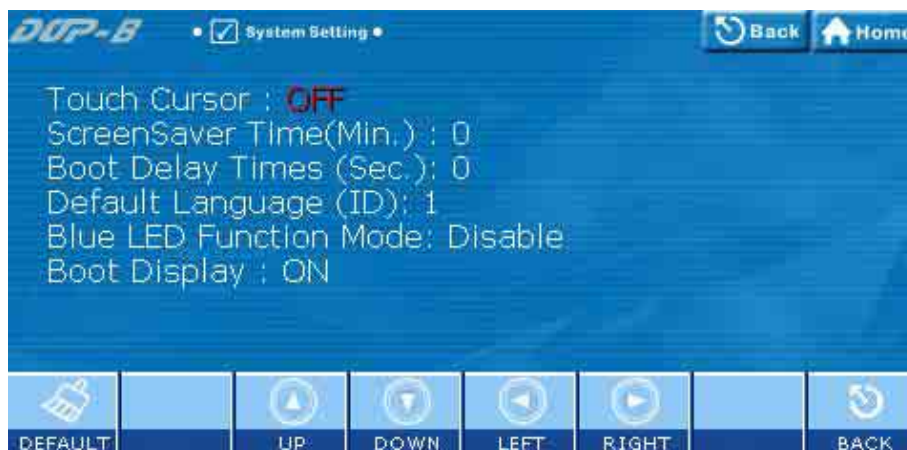 DOP-B • System Setting • Back Home
Touch Cursor : OFF
ScreenSaver Time(Min.) : 0
Boot Delay Times (Sec.): 0
Default Language (ID): 1
Blue LED Function Mode: Disable
Boot Display : ON
DEFAULT UP DOWN LEFT RIGHT BACK